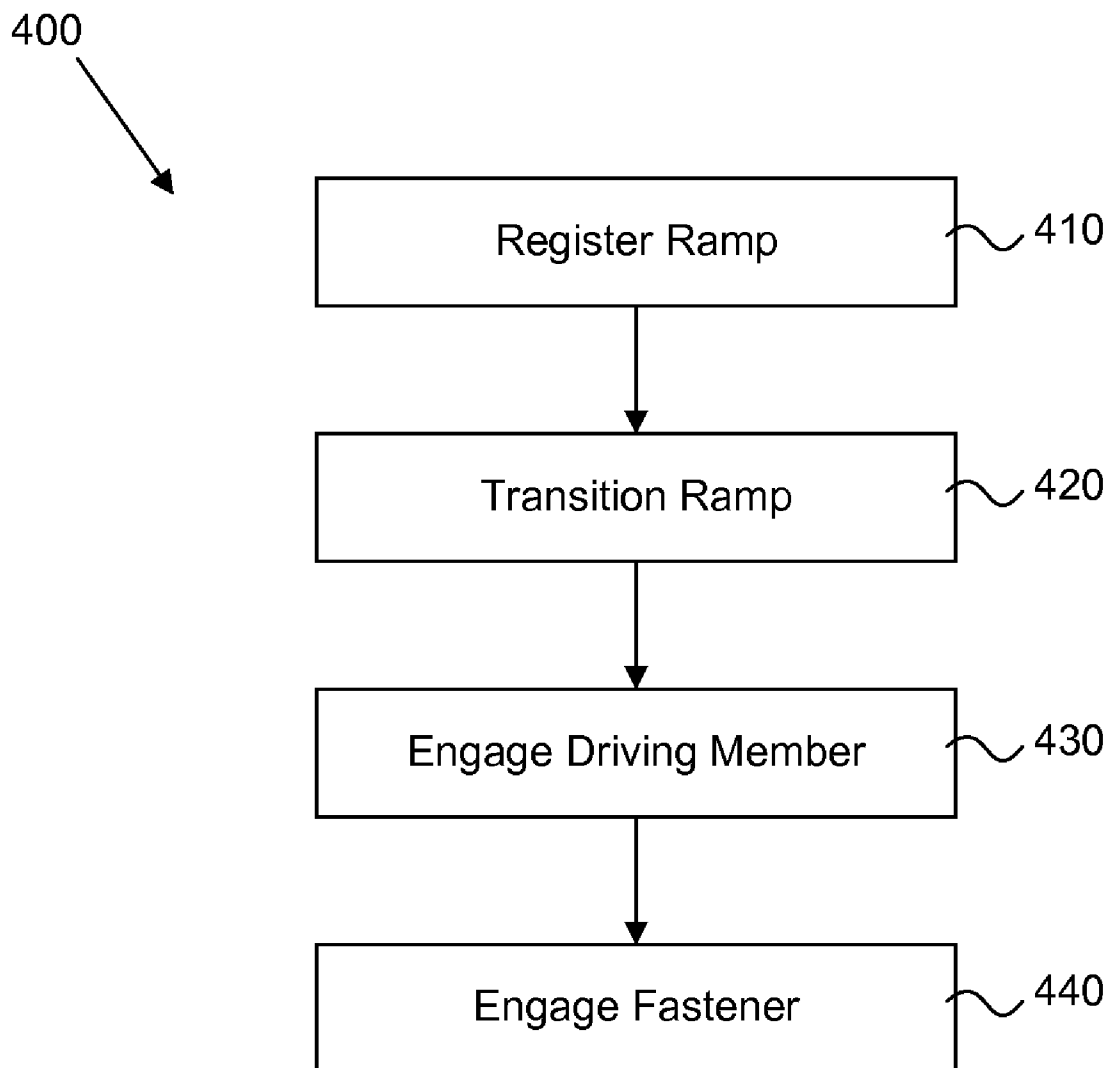 400
Register Ramp
410
Transition Ramp
420
Engage Driving Member
430
Engage Fastener
440